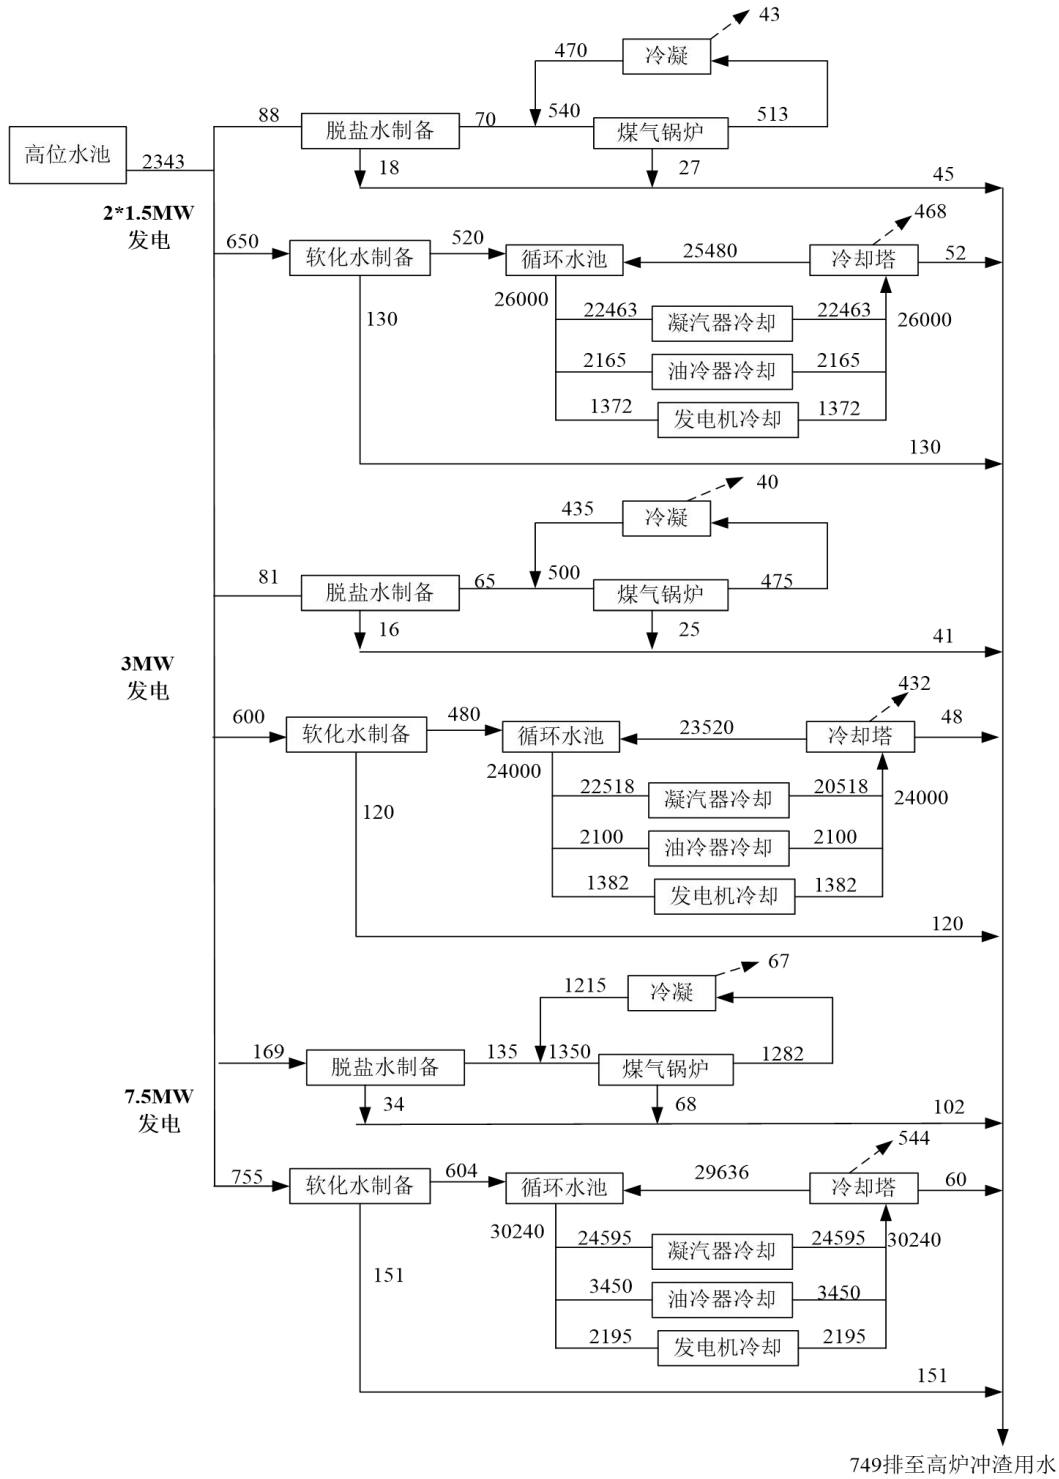 43
470
冷凝
88
脱盐水制备
70
540
煤气锅炉
513
高位水池
2343
18
27
45
2*1.5MW
发电
468
650
软化水制备
520
循环水池
25480
冷却塔
52
26000
22463
凝汽器冷却
22463
26000
130
2165
油冷器冷却
2165
1372
发电机冷却
1372
130
40
435
冷凝
81
脱盐水制备
65
500
煤气锅炉
475
16
25
41
3MW
发电
432
600
软化水制备
480
循环水池
23520
冷却塔
48
24000
22518
凝汽器冷却
20518
24000
120
2100
油冷器冷却
2100
1382
发电机冷却
1382
120
67
1215
冷凝
169
脱盐水制备
135
1350
煤气锅炉
1282
34
68
102
7.5MW
发电
544
755
软化水制备
604
循环水池
29636
冷却塔
60
30240
24595
凝汽器冷却
24595
30240
151
3450
油冷器冷却
3450
2195
发电机冷却
2195
151
749排至高炉冲渣用水